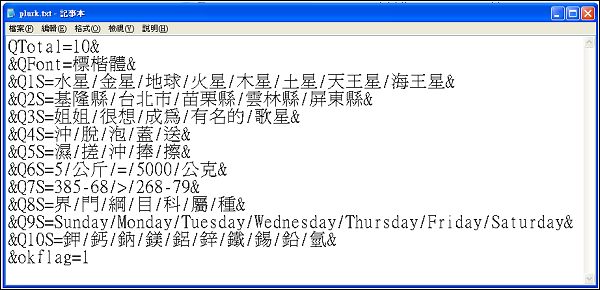 plurk.txt - 記事本
檔案(F) 編輯(E) 格式(O) 檢視(V) 說明(H)
QTotal=10&
&QFont=標楷體&
&Q1S=水星/金星/地球/火星/木星/土星/天王星/海王星&
&Q2S=基隆縣/台北市/苗栗縣/雲林縣/屏東縣&
&Q3S=姐姐/很想/成為/有名的/歌星&
&Q4S=沖/脫/泡/蓋/送&
&Q5S=濕/搓/沖/捧/擦&
&Q6S=5/公斤/=/5000/公克&
&Q7S=385-68/>/268-79&
&Q8S=界/門/綱/目/科/屬/種&
&Q9S=Sunday/Monday/Tuesday/Wednesday/Thursday/Friday/Saturday&
&Q10S=鉀/鈣/鈉/鎂/鋁/鋅/鐵/錫/鉛/氫&
&okflag=1